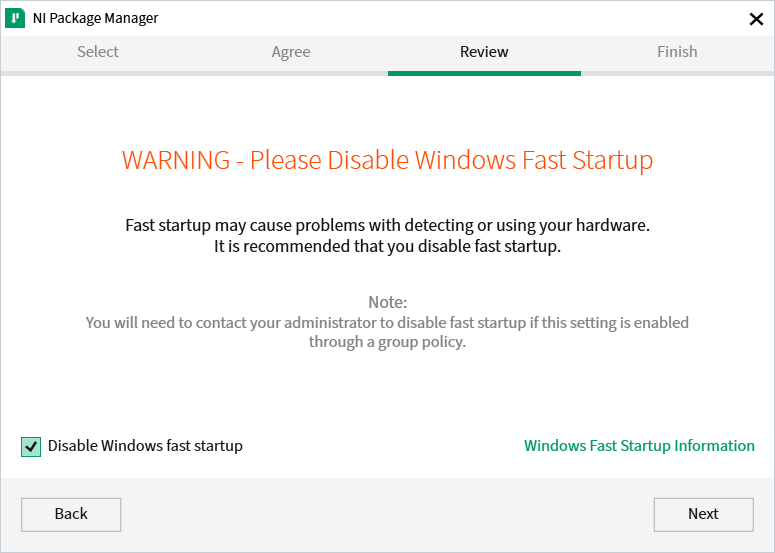 NI Package Manager
Select
Agree
Review
Finish
WARNING - Please Disable Windows Fast Startup
Fast startup may cause problems with detecting or using your hardware.
It is recommended that you disable fast startup.
Note:
You will need to contact your administrator to disable fast startup if this setting is enabled
through a group policy.
Disable Windows fast startup
Windows Fast Startup Information
Back
Next